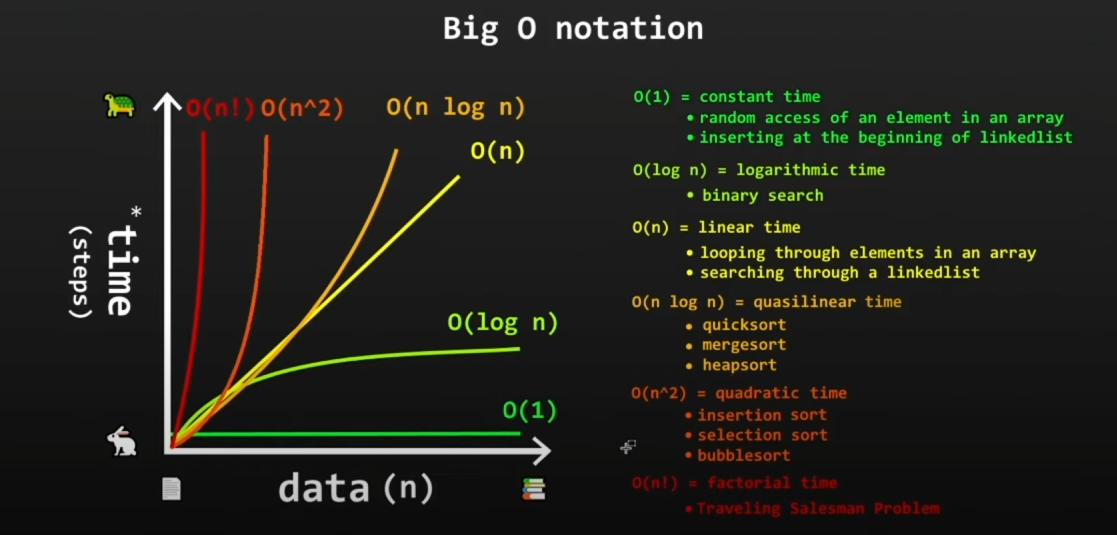 Big O notation
O(n!)
O(n^2)
O(n log n)
O(n)
O(log n)
O(1)
*time
(steps)
data(n)
O(1) = constant time
• random access of an element in an array
• inserting at the beginning of linkedlist
O(log n) = logarithmic time
• binary search
O(n) = linear time
• looping through elements in an array
• searching through a linkedlist
O(n log n) = quasilinear time
• quicksort
• mergesort
• heapsort
O(n^2) = quadratic time
• insertion sort
• selection sort
• bubblesort
O(n!) = factorial time
• Traveling Salesman Problem